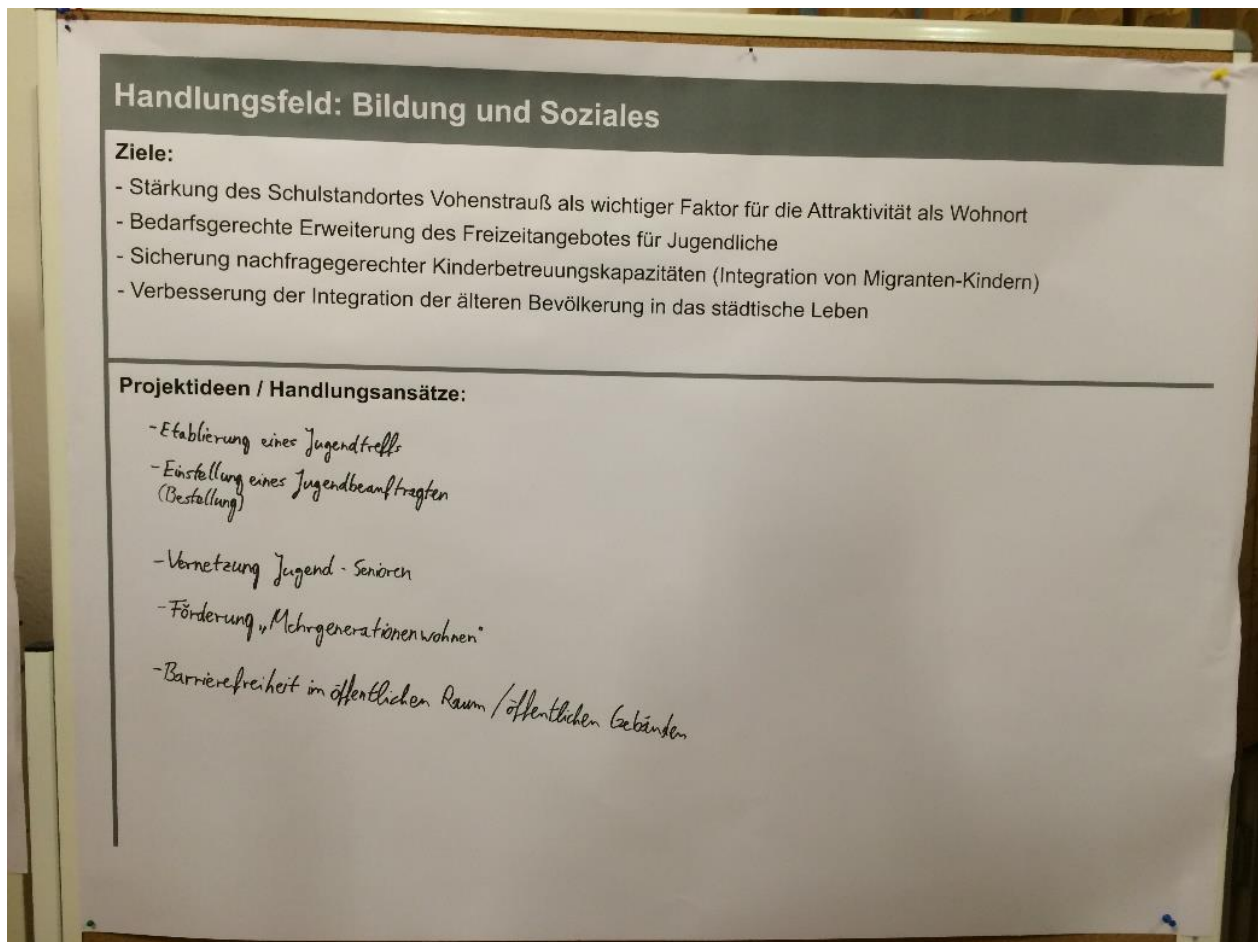 Handlungsfeld: Bildung und Soziales
Ziele:
- Stärkung des Schulstandortes Vohenstrauß als wichtiger Faktor für die Attraktivität als Wohnort
- Bedarfsgerechte Erweiterung des Freizeitangebotes für Jugendliche
- Sicherung nachfragegerechter Kinderbetreuungskapazitäten (Integration von Migranten-Kindern)
- Verbesserung der Integration der älteren Bevölkerung in das städtische Leben
Projektideen / Handlungsansätze:
- Etablierung eines Jugendtreffs
- Einstellung eines Jugendbeauftragten
(Bestellung)
- Vernetzung Jugend - Senioren
- Förderung „Mehrgenerationenwohnen"
- Barrierefreiheit im öffentlichen Raum / öffentlichen Gebäuden